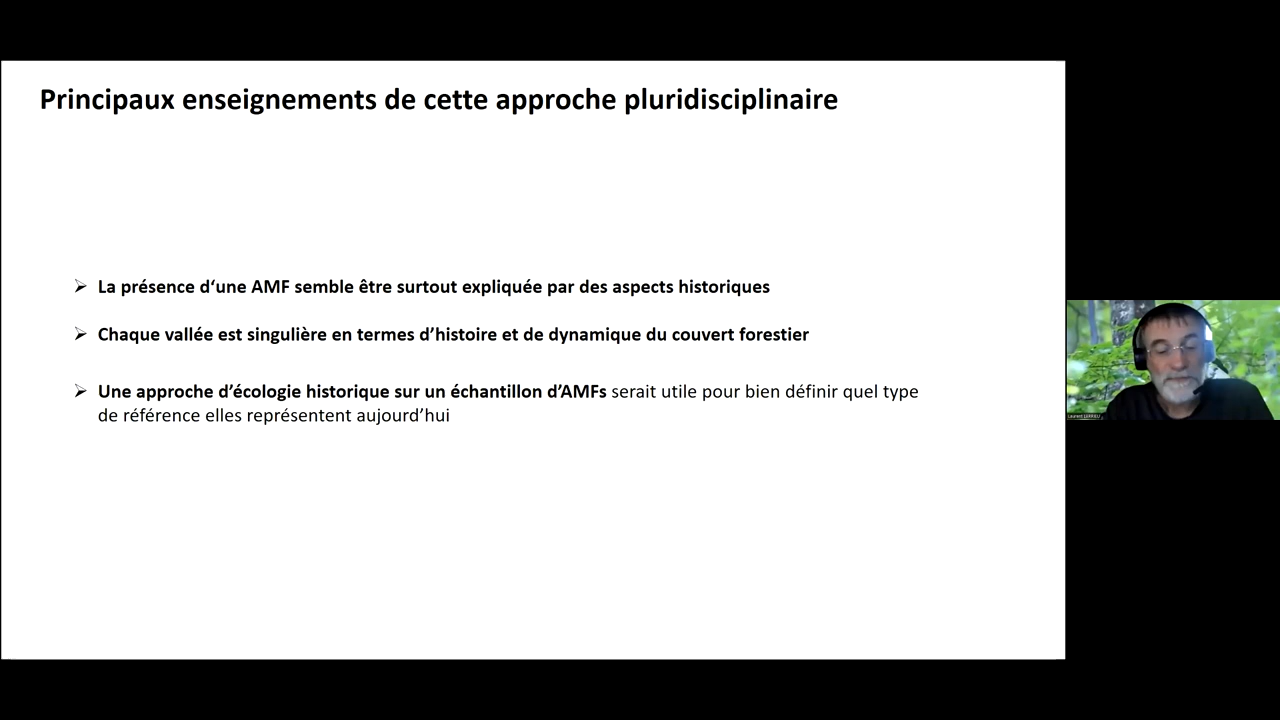 Principaux enseignements de cette approche pluridisciplinaire
➢ La présence d‘une AMF semble être surtout expliquée par des aspects historiques
➢ Chaque vallée est singulière en termes d’histoire et de dynamique du couvert forestier
➢ Une approche d’écologie historique sur un échantillon d’AMFs serait utile pour bien définir quel type
de référence elles représentent aujourd’hui